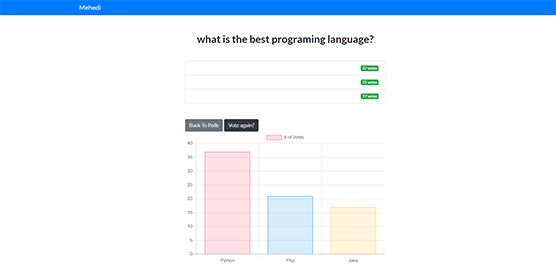 Mehedi
what is the best programing language?
37 votes
21 votes
17 votes
Back To Polls
Vote again?
# of Votes
40
35
30
25
20
15
10
5
0
Python
Php
Java